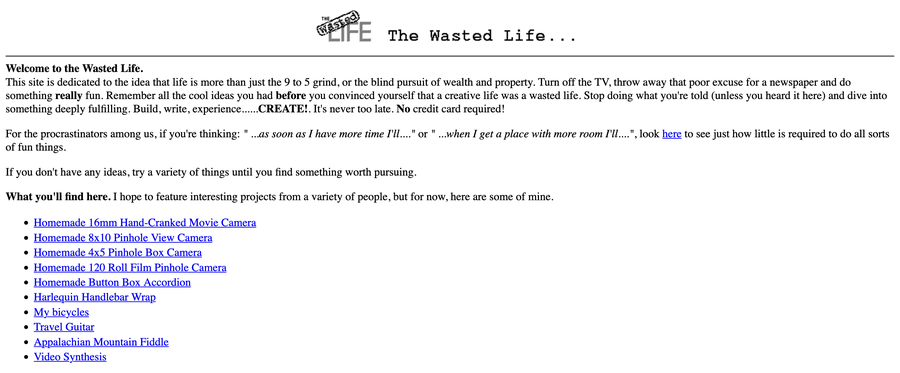 THE
Wasted
LIFE
The Wasted Life...
Welcome to the Wasted Life.
This site is dedicated to the idea that life is more than just the 9 to 5 grind, or the blind pursuit of wealth and property. Turn off the TV, throw away that poor excuse for a newspaper and do
something really fun. Remember all the cool ideas you had before you convinced yourself that a creative life was a wasted life. Stop doing what you're told (unless you heard it here) and dive into
something deeply fulfilling. Build, write, experience......CREATE!. It's never too late. No credit card required!
For the procrastinators among us, if you're thinking: " ...as soon as I have more time I'll...." or " ...when I get a place with more room I'll....", look here to see just how little is required to do all sorts
of fun things.
If you don't have any ideas, try a variety of things until you find something worth pursuing.
What you'll find here. I hope to feature interesting projects from a variety of people, but for now, here are some of mine.
• Homemade 16mm Hand-Cranked Movie Camera
• Homemade 8x10 Pinhole View Camera
• Homemade 4x5 Pinhole Box Camera
• Homemade 120 Roll Film Pinhole Camera
• Homemade Button Box Accordion
• Harlequin Handlebar Wrap
• My bicycles
• Travel Guitar
• Appalachian Mountain Fiddle
• Video Synthesis